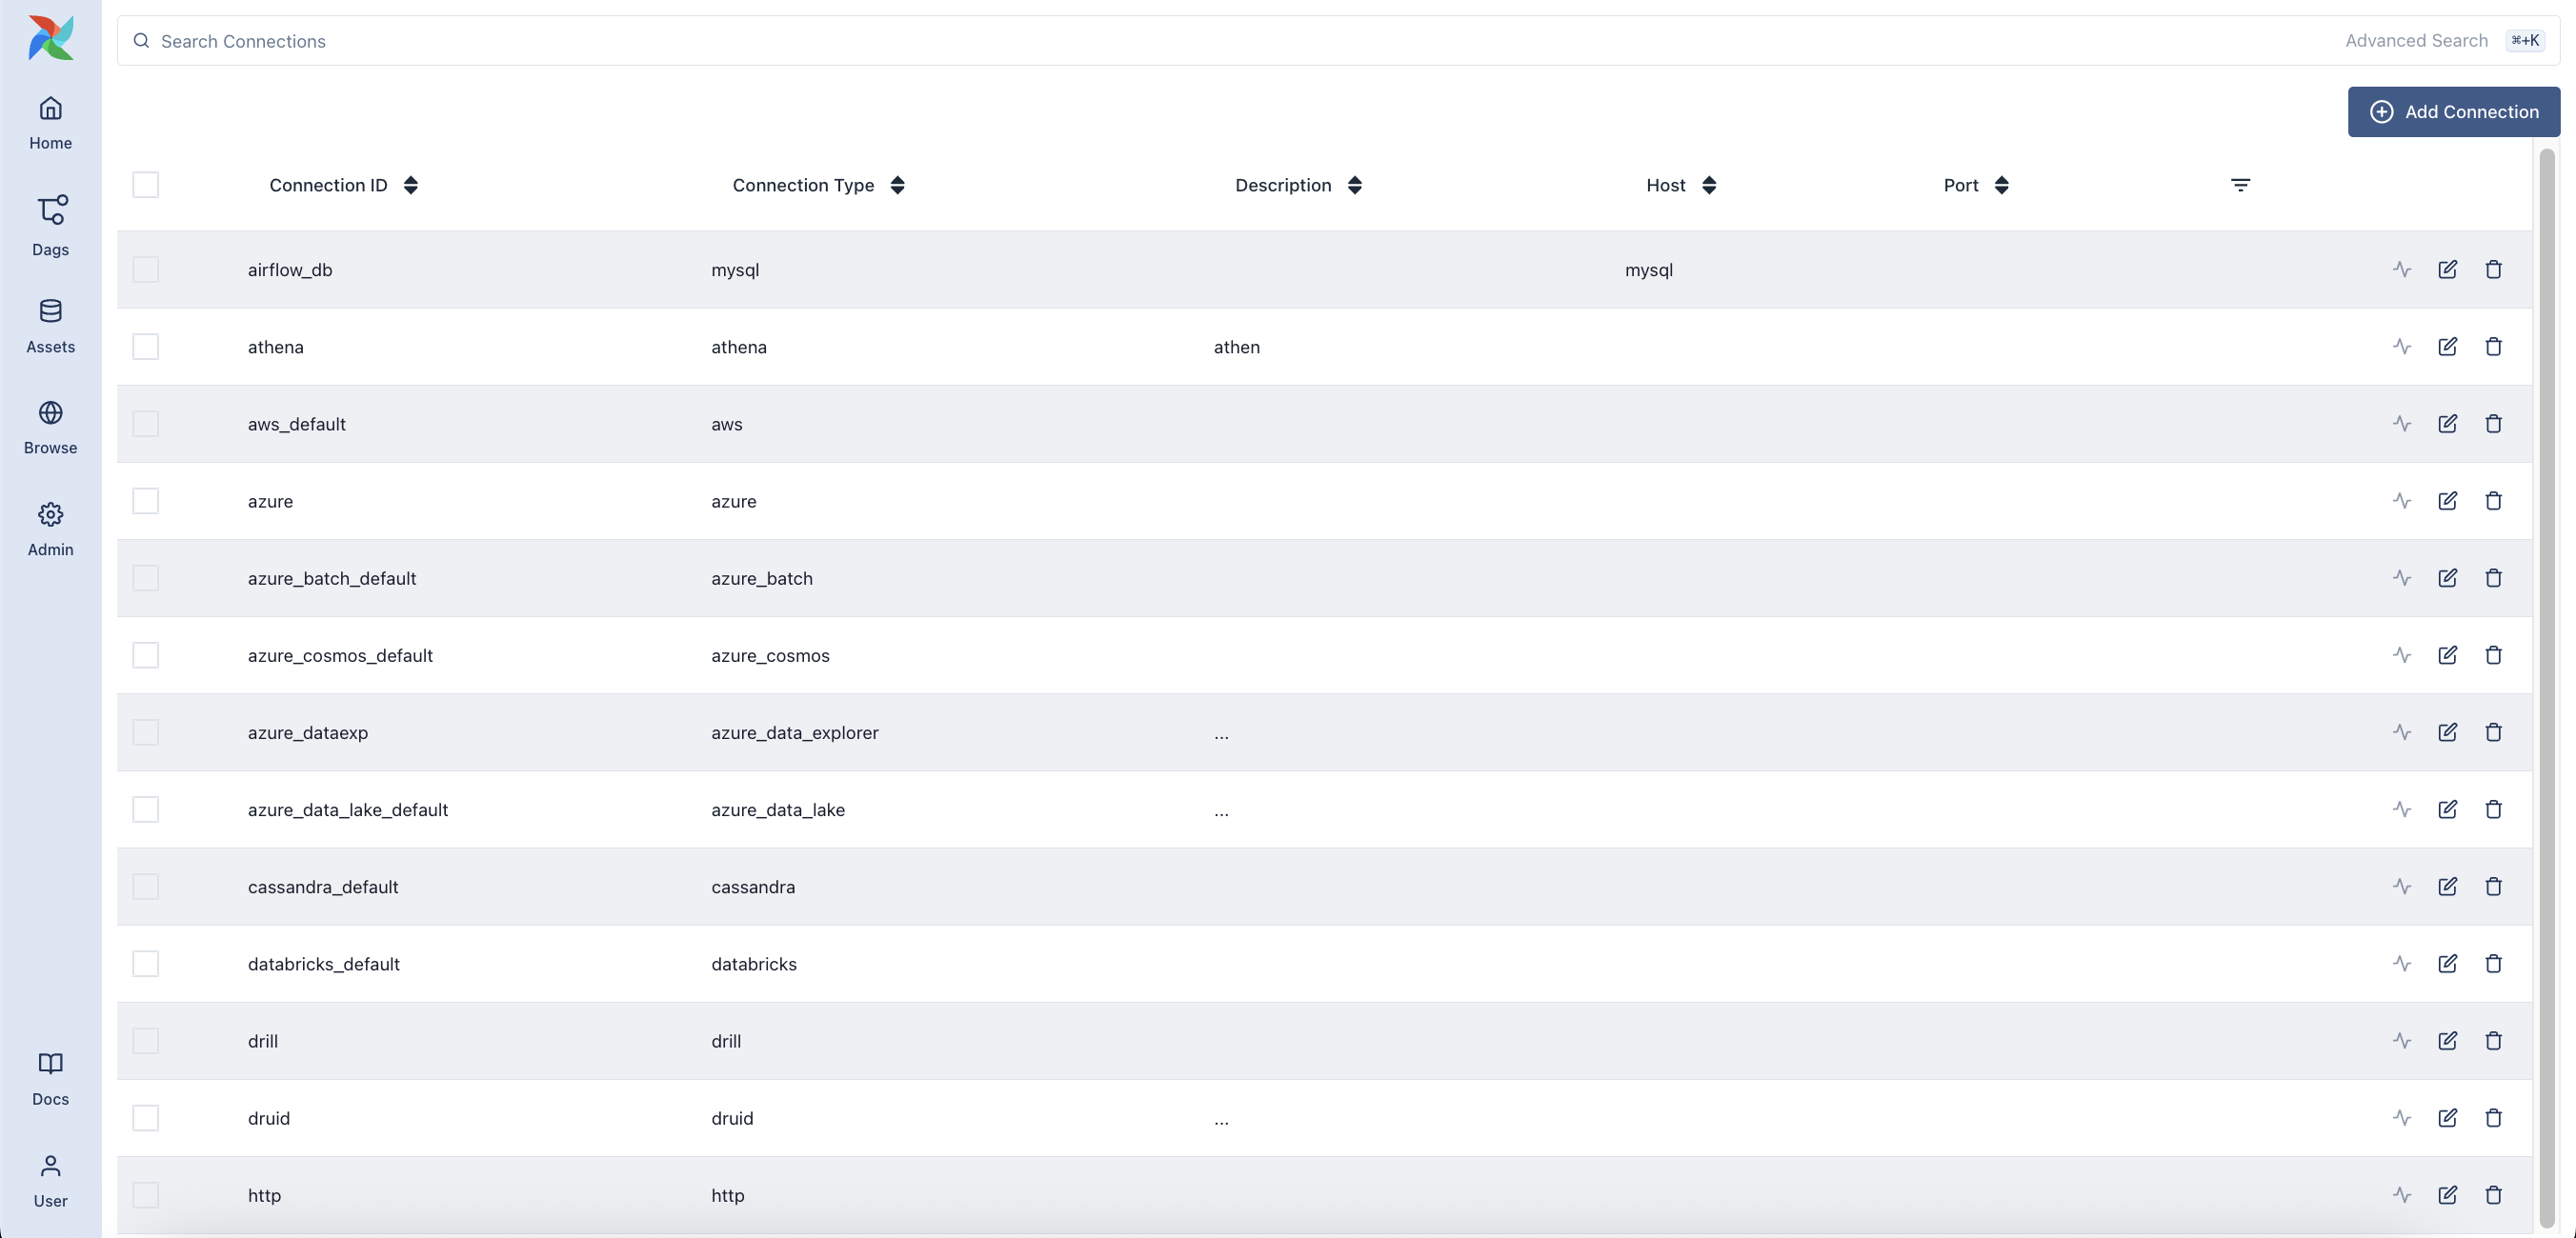 Search Connections Advanced Search ⌘+K
Add Connection
Home
Dags
Assets
Browse
Admin
Docs
User
Connection ID Connection Type Description Host Port
airflow_db mysql mysql
athena athena athen
aws_default aws
azure azure
azure_batch_default azure_batch
azure_cosmos_default azure_cosmos
azure_dataexp azure_data_explorer ...
azure_data_lake_default azure_data_lake ...
cassandra_default cassandra
databricks_default databricks
drill drill
druid druid ...
http http